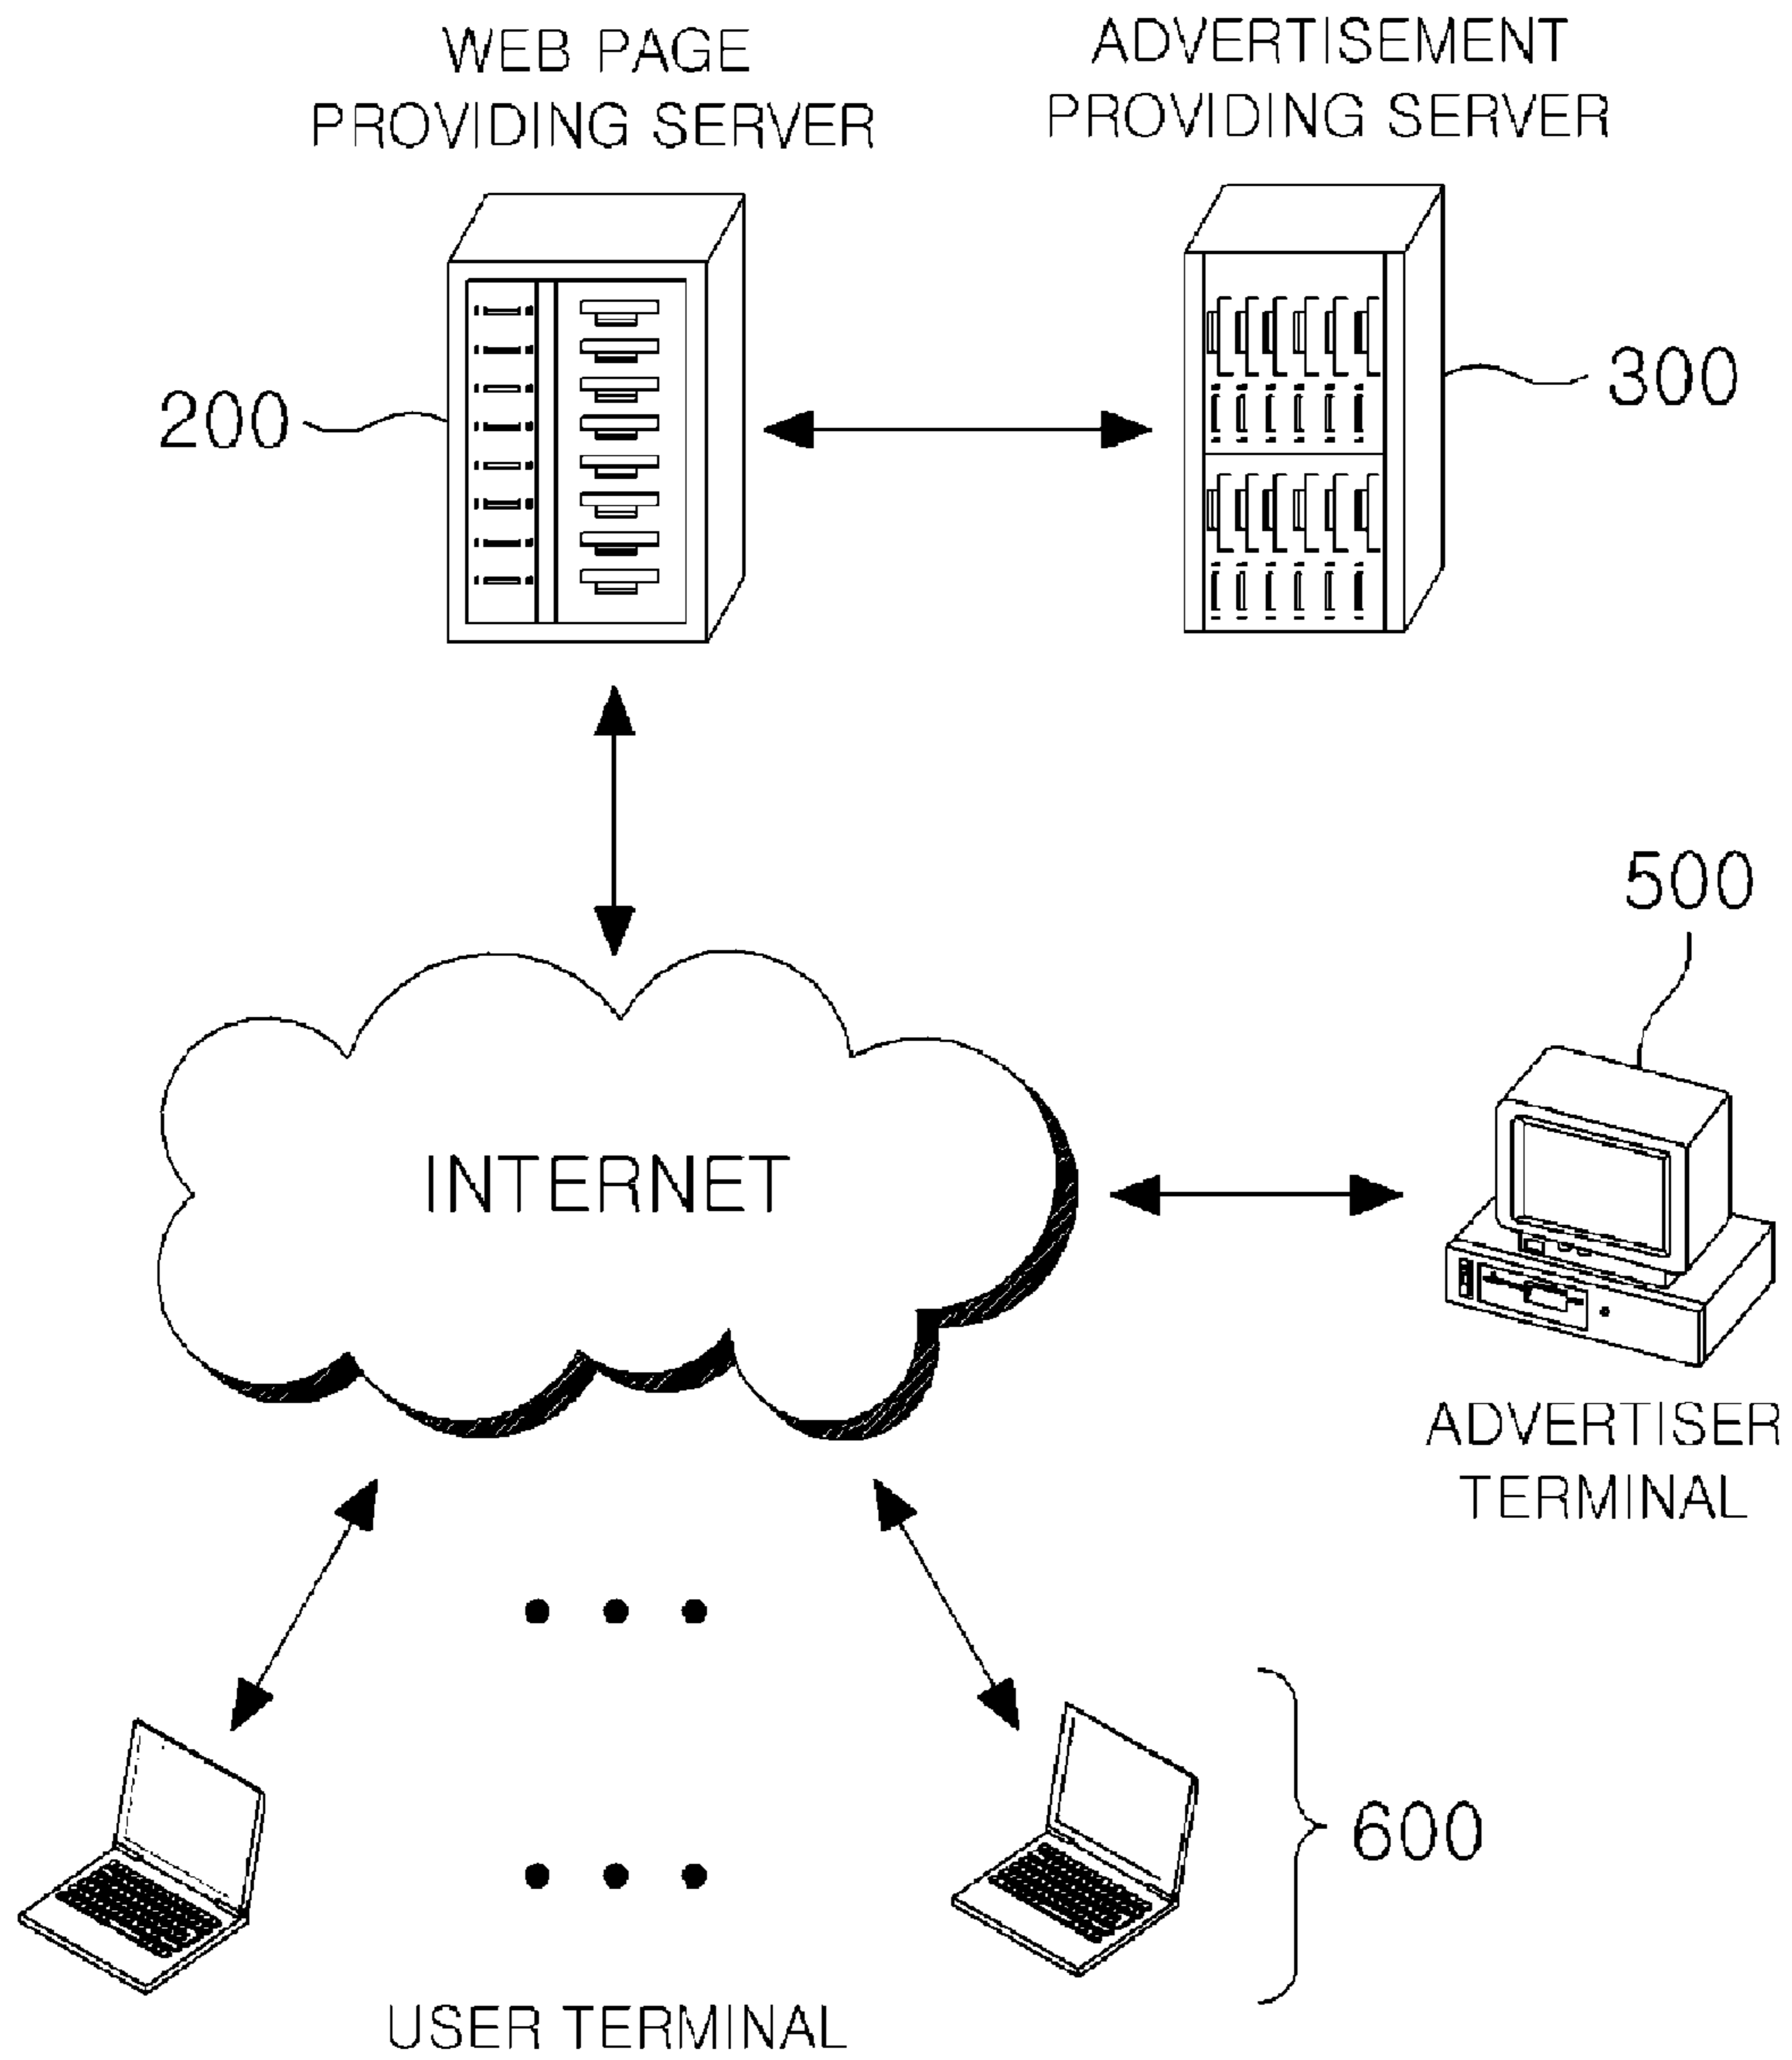 WEB PAGE
PROVIDING SERVER
ADVERTISEMENT
PROVIDING SERVER
200
300
500
INTERNET
ADVERTISER
TERMINAL
600
USER TERMINAL